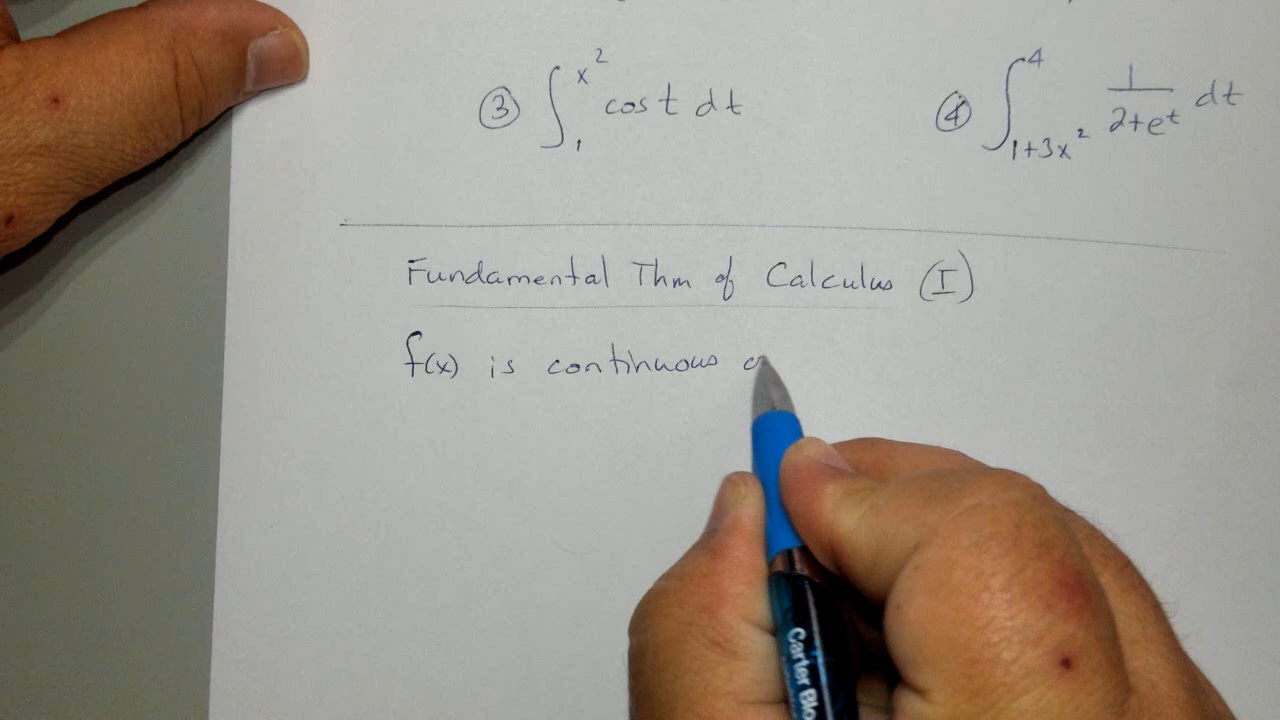 ③ ∫₁^{x²} cos t dt
④ ∫_{1+3x²}^{4} 1/(2+e^t) dt
Fundamental Thm of Calculus (I)
f(x) is continuous
Carter Blo